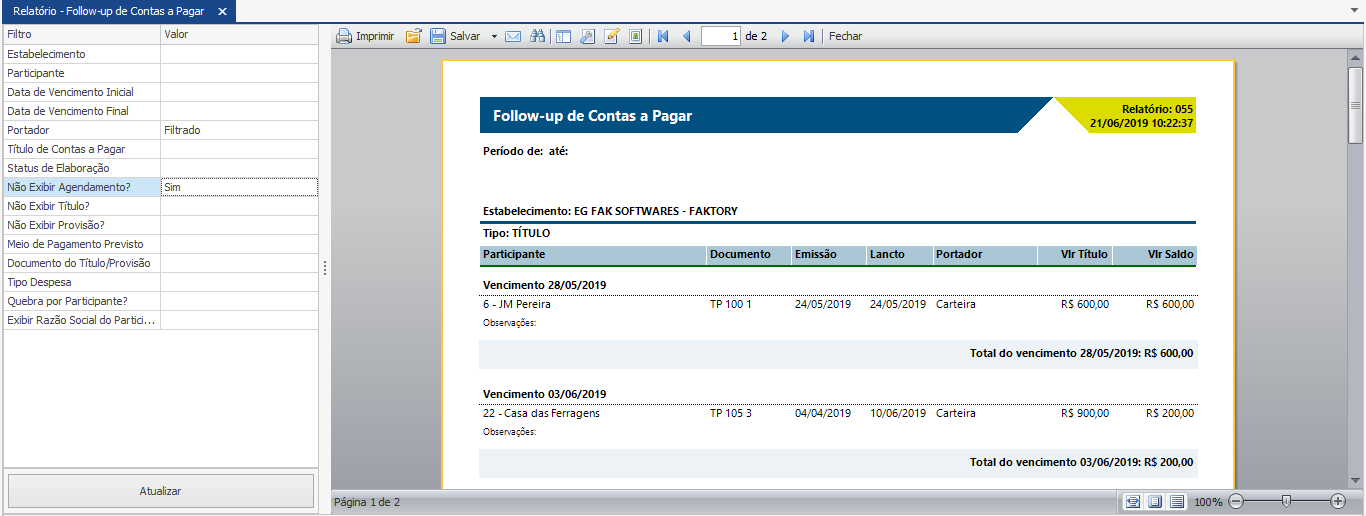 Relatório - Follow-up de Contas a Pagar
Filtro Valor
Estabelecimento
Participante
Data de Vencimento Inicial
Data de Vencimento Final
Portador Filtrado
Título de Contas a Pagar
Status de Elaboração
Não Exibir Agendamento? Sim
Não Exibir Título?
Não Exibir Provisão?
Meio de Pagamento Previsto
Documento do Título/Provisão
Tipo Despesa
Quebra por Participante?
Exibir Razão Social do Partici...
Atualizar
Imprimir Salvar 1 de 2 Fechar
Follow-up de Contas a Pagar
Relatório: 055
21/06/2019 10:22:37
Período de: até:
Estabelecimento: EG FAK SOFTWARES - FAKTORY
Tipo: TÍTULO
Participante Documento Emissão Lancto Portador Vlr Título Vlr Saldo
Vencimento 28/05/2019
6 - JM Pereira TP 100 1 24/05/2019 24/05/2019 Carteira R$ 600,00 R$ 600,00
Observações:
Total do vencimento 28/05/2019: R$ 600,00
Vencimento 03/06/2019
22 - Casa das Ferragens TP 105 3 04/04/2019 10/06/2019 Carteira R$ 900,00 R$ 200,00
Observações:
Total do vencimento 03/06/2019: R$ 200,00
Página 1 de 2 100%